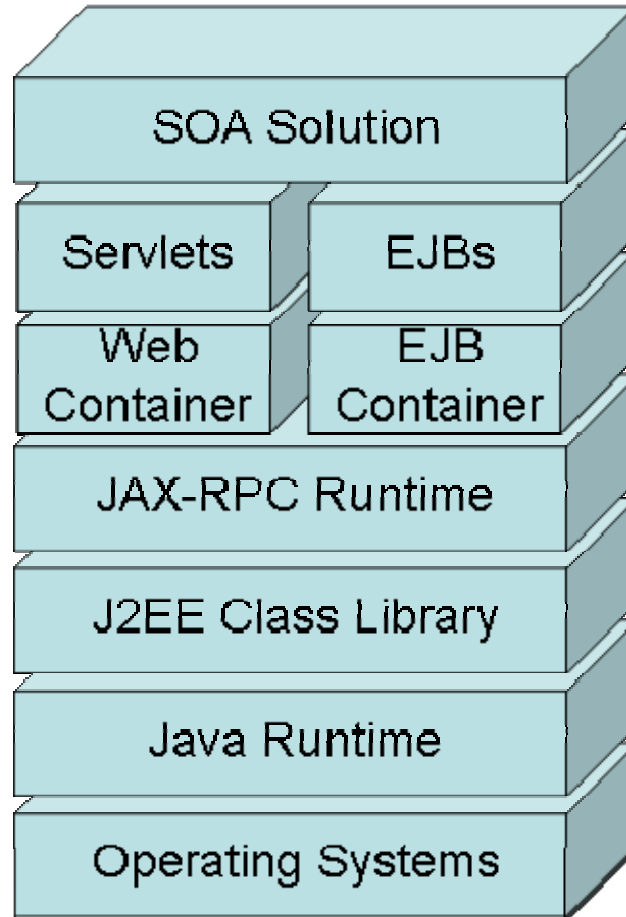 SOA Solution
Servlets
EJBs
Web
Container
EJB
Container
JAX-RPC Runtime
J2EE Class Library
Java Runtime
Operating Systems